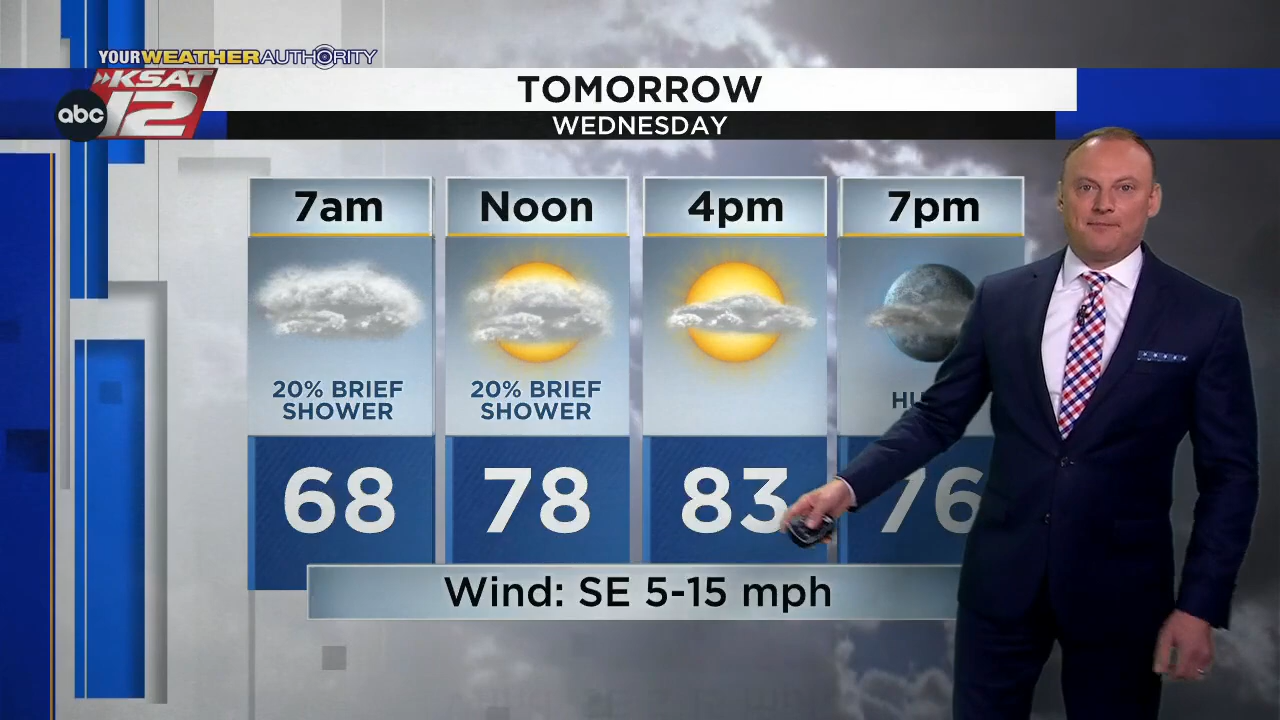 YOUR WEATHER AUTHORITY
KSAT
abc 12
TOMORROW
WEDNESDAY
7am
Noon
4pm
7pm
20% BRIEF
SHOWER
20% BRIEF
SHOWER
68
78
83
76
Wind: SE 5-15 mph